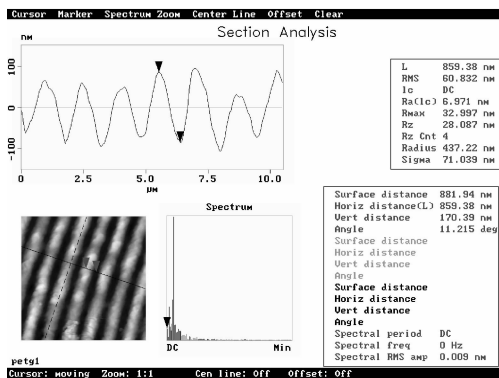 Cursor Marker Spectrum Zoom Center Line Offset Clear
Section Analysis
nm
100
0
-100
0
2.5
5.0
7.5
10.0
µm
L 859.38 nm
RMS 60.832 nm
lc DC
Ra(lc) 6.971 nm
Rmax 32.997 nm
Rz 28.087 nm
Rz Cnt 4
Radius 437.22 nm
Sigma 71.039 nm
Spectrum
DC
Min
Surface distance 881.94 nm
Horiz distance(L) 859.38 nm
Vert distance 170.39 nm
Angle 11.215 deg
Surface distance
Horiz distance
Vert distance
Angle
Surface distance
Horiz distance
Vert distance
Angle
Spectral period DC
Spectral freq 0 Hz
Spectral RMS amp 0.009 nm
petg1
Cursor: moving Zoom: 1:1 Cen line: Off Offset: Off